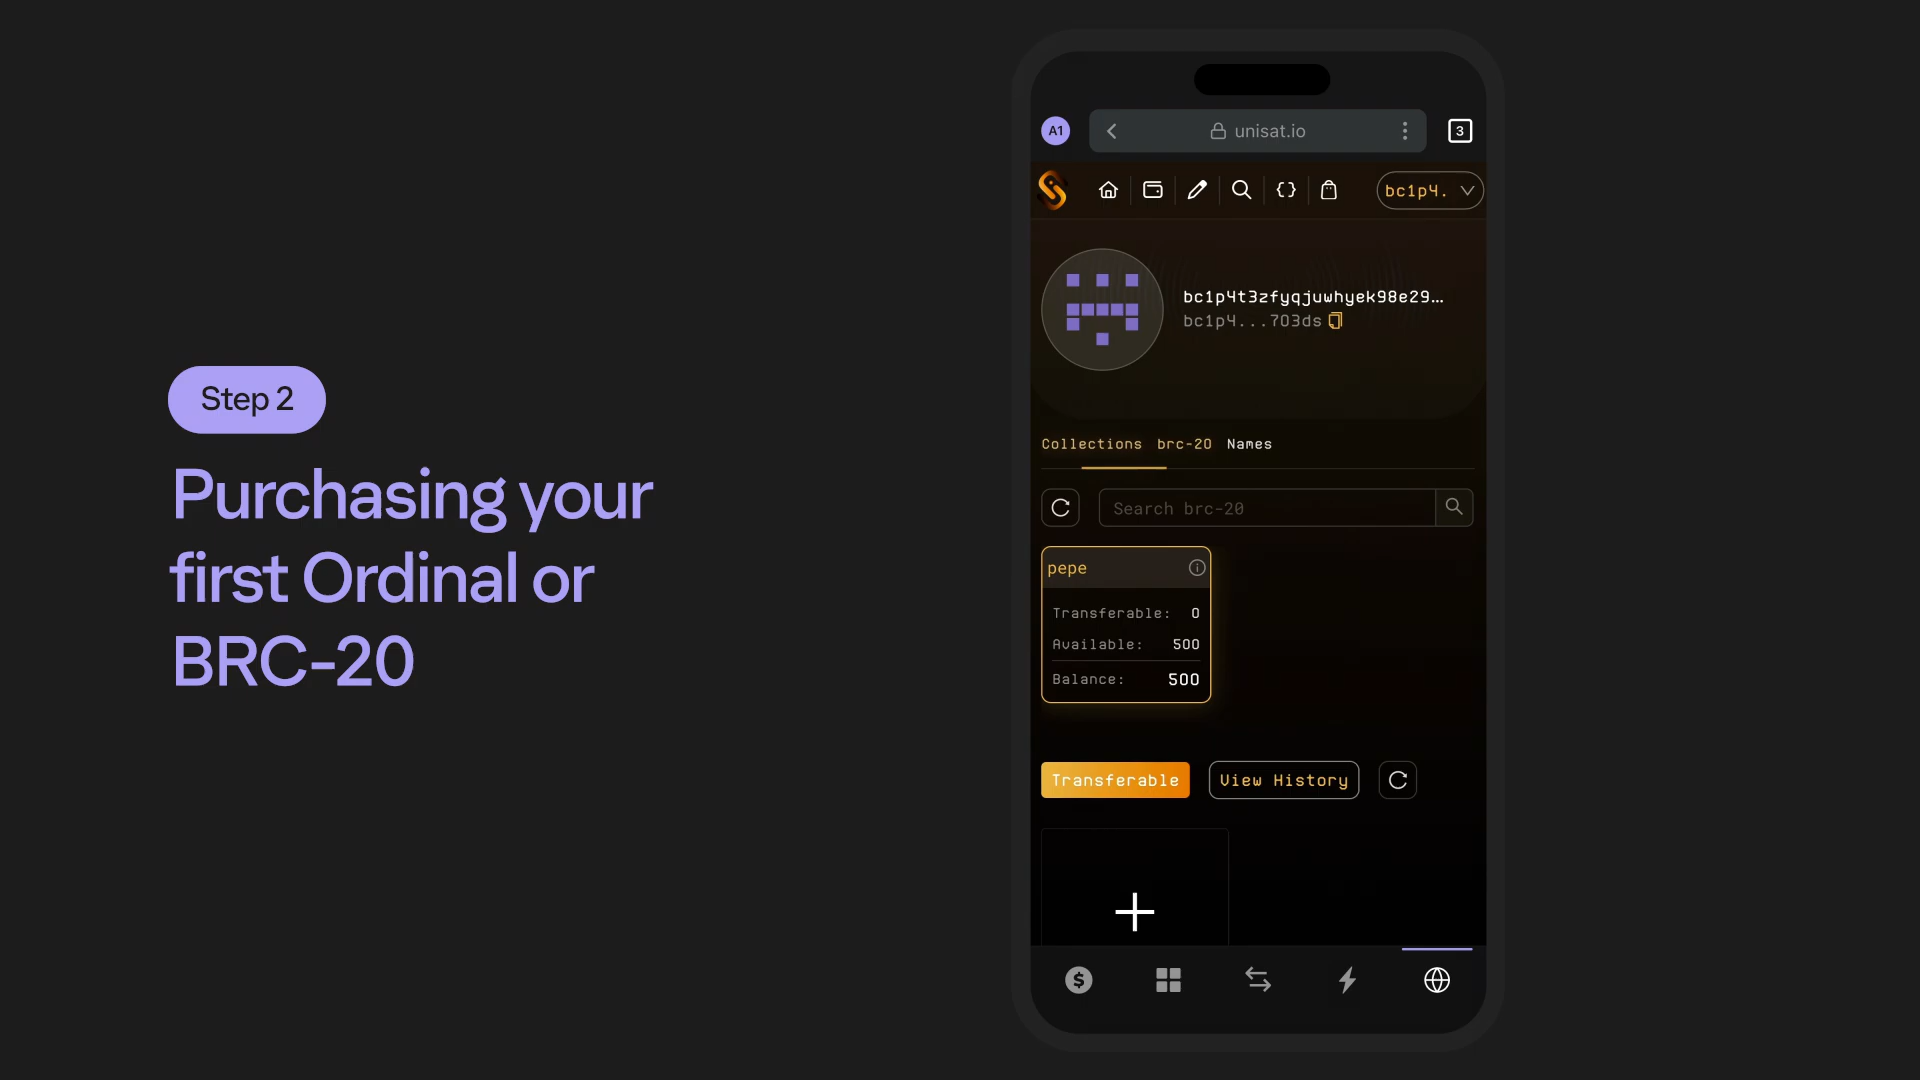 Step 2
Purchasing your
first Ordinal or
BRC-20
A1
unisat.io
3
bc1p4.
bc1p4t3zfyqjuwhyek98e29...
bc1p4...703ds
Collections brc-20 Names
Search brc-20
pepe
Transferable: 0
Available: 500
Balance: 500
Transferable View History